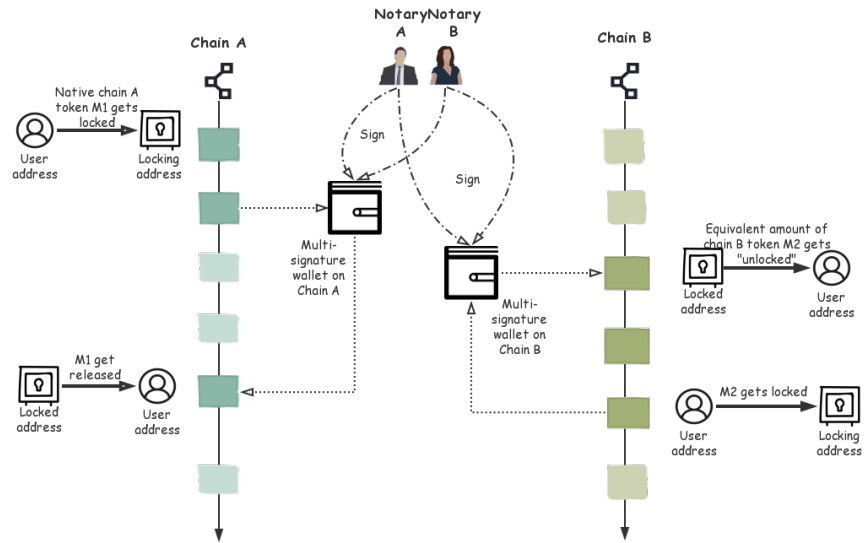 Notary
A
Notary
B
Chain A
Chain B
Native chain A
token M1 gets
locked
User
address
Locking
address
Sign
Sign
Multi-
signature
wallet on
Chain A
Multi-
signature
wallet on
Chain B
Equivalent amount of
chain B token M2 gets
"unlocked"
Locked
address
User
address
M1 get
released
Locked
address
User
address
M2 gets locked
User
address
Locking
address